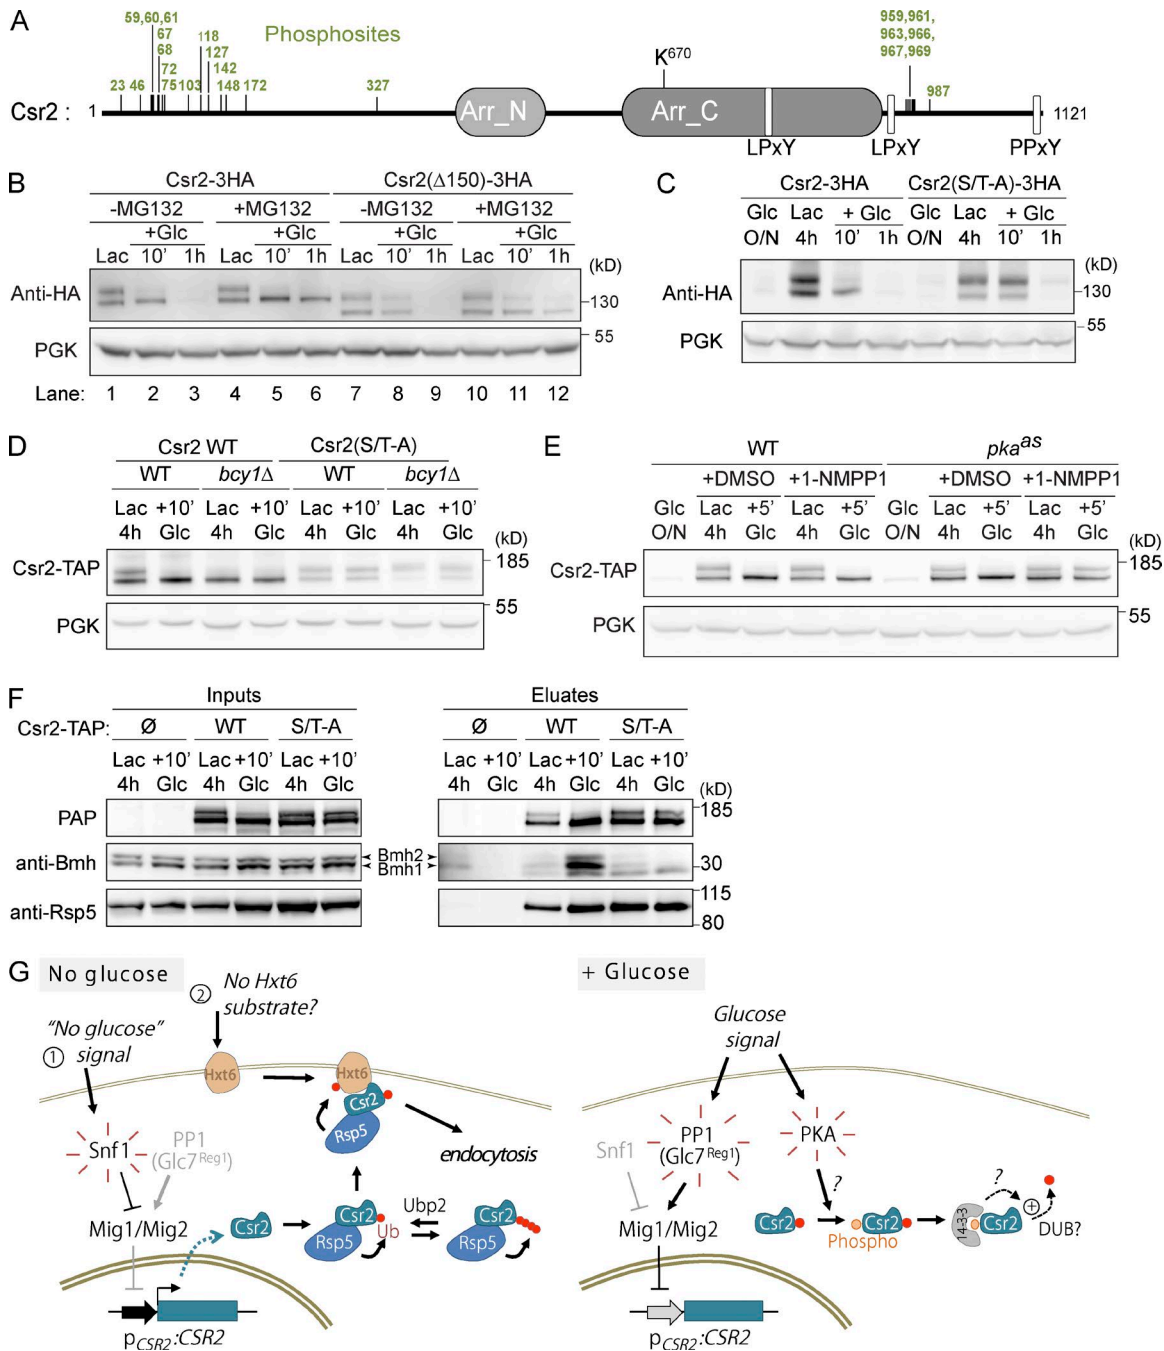 A
59,60,61
67
68
72
75
118
127
142
148
23
46
103
172
Phosphosites
327
K670
959,961,
963,966,
967,969
987
Csr2 :
1
Arr_N
Arr_C
1121
LPxY
LPxY
PPxY
B
Csr2-3HA
Csr2(Δ150)-3HA
-MG132
+MG132
-MG132
+MG132
+Glc
+Glc
+Glc
+Glc
Lac 10’ 1h Lac 10’ 1h Lac 10’ 1h Lac 10’ 1h
(kD)
Anti-HA
130
55
PGK
Lane: 1 2 3 4 5 6 7 8 9 10 11 12
C
Csr2-3HA
Csr2(S/T-A)-3HA
Glc Lac + Glc Glc Lac + Glc
O/N 4h 10’ 1h O/N 4h 10’ 1h
(kD)
Anti-HA
130
55
PGK
D
Csr2 WT
Csr2(S/T-A)
WT bcy1Δ WT bcy1Δ
Lac +10’ Lac +10’ Lac +10’ Lac +10’
4h Glc 4h Glc 4h Glc 4h Glc
(kD)
Csr2-TAP
185
55
PGK
E
WT
pkaas
+DMSO +1-NMPP1 +DMSO +1-NMPP1
Glc Lac +5’ Lac +5’ Glc Lac +5’ Lac +5’
O/N 4h Glc 4h Glc O/N 4h Glc 4h Glc
(kD)
Csr2-TAP
185
55
PGK
F
Inputs
Eluates
Csr2-TAP: Ø WT S/T-A Ø WT S/T-A
Lac +10’ Lac +10’ Lac +10’ Lac +10’ Lac +10’ Lac +10’
4h Glc 4h Glc 4h Glc 4h Glc 4h Glc 4h Glc
(kD)
PAP
185
anti-Bmh
Bmh2
Bmh1
30
115
anti-Rsp5
80
G
No glucose
2
No Hxt6
substrate?
“No glucose”
1
signal
Hxt6
Hxt6
Csr2
Rsp5
endocytosis
Snf1
PP1
(Glc7Reg1)
Mig1/Mig2
Csr2
Csr2
Rsp5
Ub
Ubp2
Csr2
Rsp5
pCSR2:CSR2
+ Glucose
Glucose
signal
Snf1
PP1
(Glc7Reg1)
PKA
?
Mig1/Mig2
Csr2
Csr2
Phospho
14-3-3
Csr2
?
+
DUB?
pCSR2:CSR2